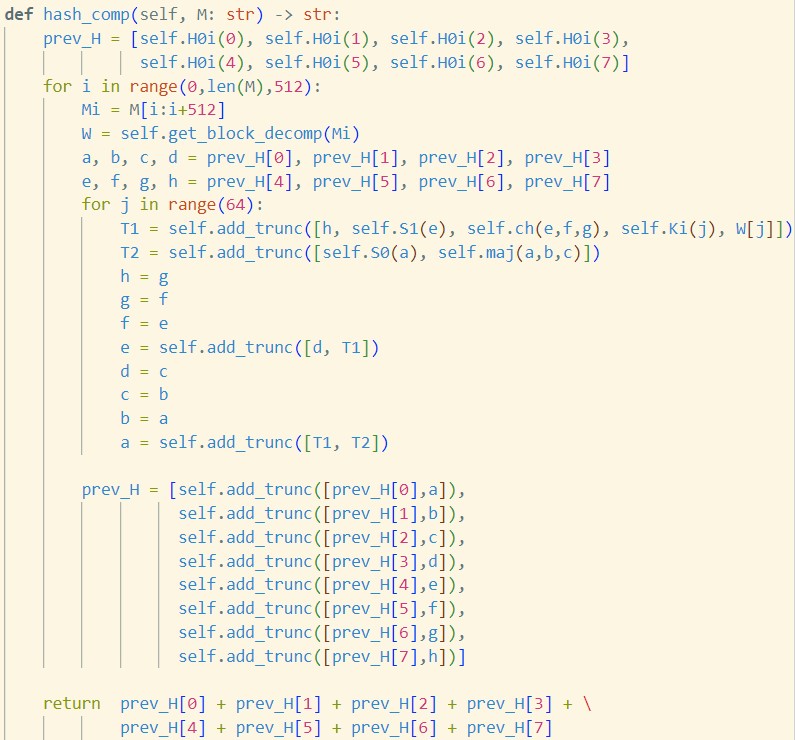 def hash_comp(self, M: str) -> str:
    prev_H = [self.H0i(0), self.H0i(1), self.H0i(2), self.H0i(3),
              self.H0i(4), self.H0i(5), self.H0i(6), self.H0i(7)]
    for i in range(0,len(M),512):
        Mi = M[i:i+512]
        W = self.get_block_decomp(Mi)
        a, b, c, d = prev_H[0], prev_H[1], prev_H[2], prev_H[3]
        e, f, g, h = prev_H[4], prev_H[5], prev_H[6], prev_H[7]
        for j in range(64):
            T1 = self.add_trunc([h, self.S1(e), self.ch(e,f,g), self.Ki(j), W[j]])
            T2 = self.add_trunc([self.S0(a), self.maj(a,b,c)])
            h = g
            g = f
            f = e
            e = self.add_trunc([d, T1])
            d = c
            c = b
            b = a
            a = self.add_trunc([T1, T2])
        prev_H = [self.add_trunc([prev_H[0],a]),
                  self.add_trunc([prev_H[1],b]),
                  self.add_trunc([prev_H[2],c]),
                  self.add_trunc([prev_H[3],d]),
                  self.add_trunc([prev_H[4],e]),
                  self.add_trunc([prev_H[5],f]),
                  self.add_trunc([prev_H[6],g]),
                  self.add_trunc([prev_H[7],h])]
    return  prev_H[0] + prev_H[1] + prev_H[2] + prev_H[3] + \
            prev_H[4] + prev_H[5] + prev_H[6] + prev_H[7]